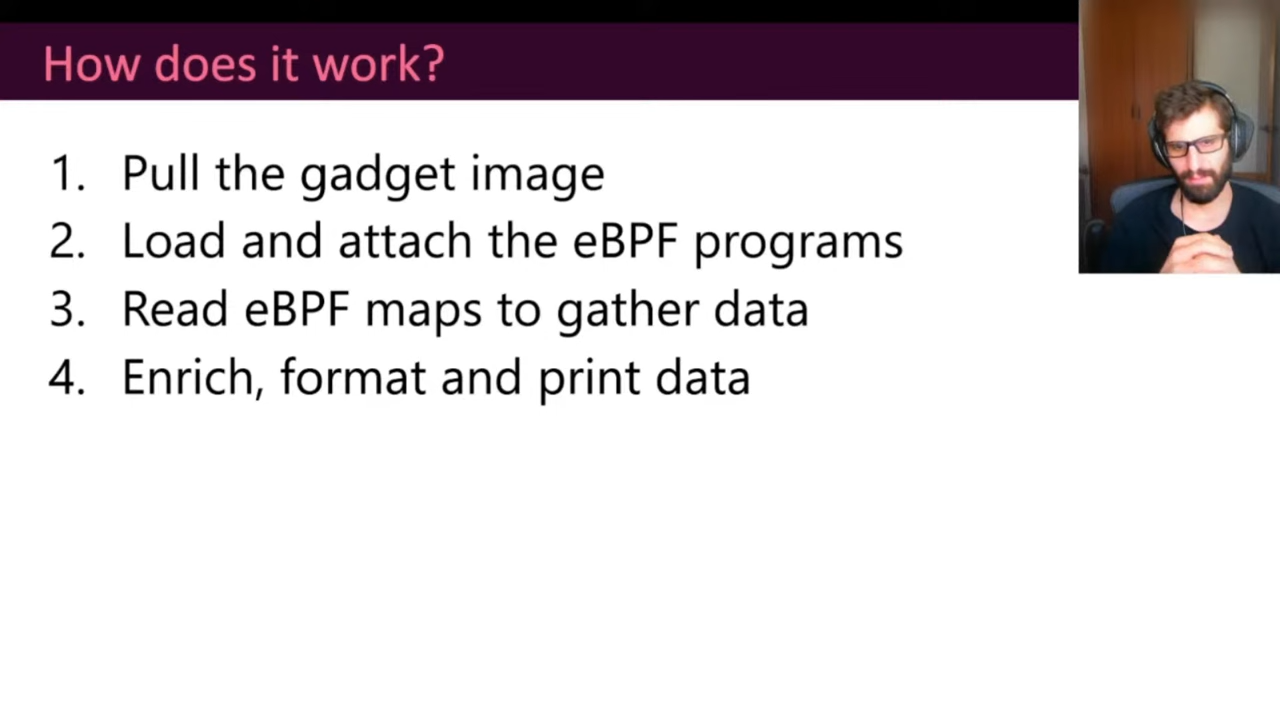 How does it work?
1. Pull the gadget image
2. Load and attach the eBPF programs
3. Read eBPF maps to gather data
4. Enrich, format and print data